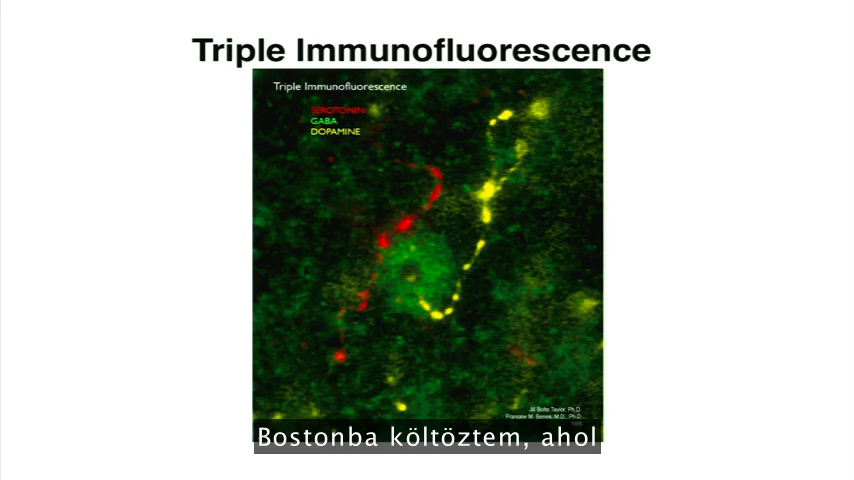 Triple Immunofluorescence
Triple Immunofluorescence
SEROTONIN
GABA
DOPAMINE
Jill Bolte Taylor, Ph.D.
Francine M. Benes, M.D., Ph.D.
Bostonba költöztem, ahol